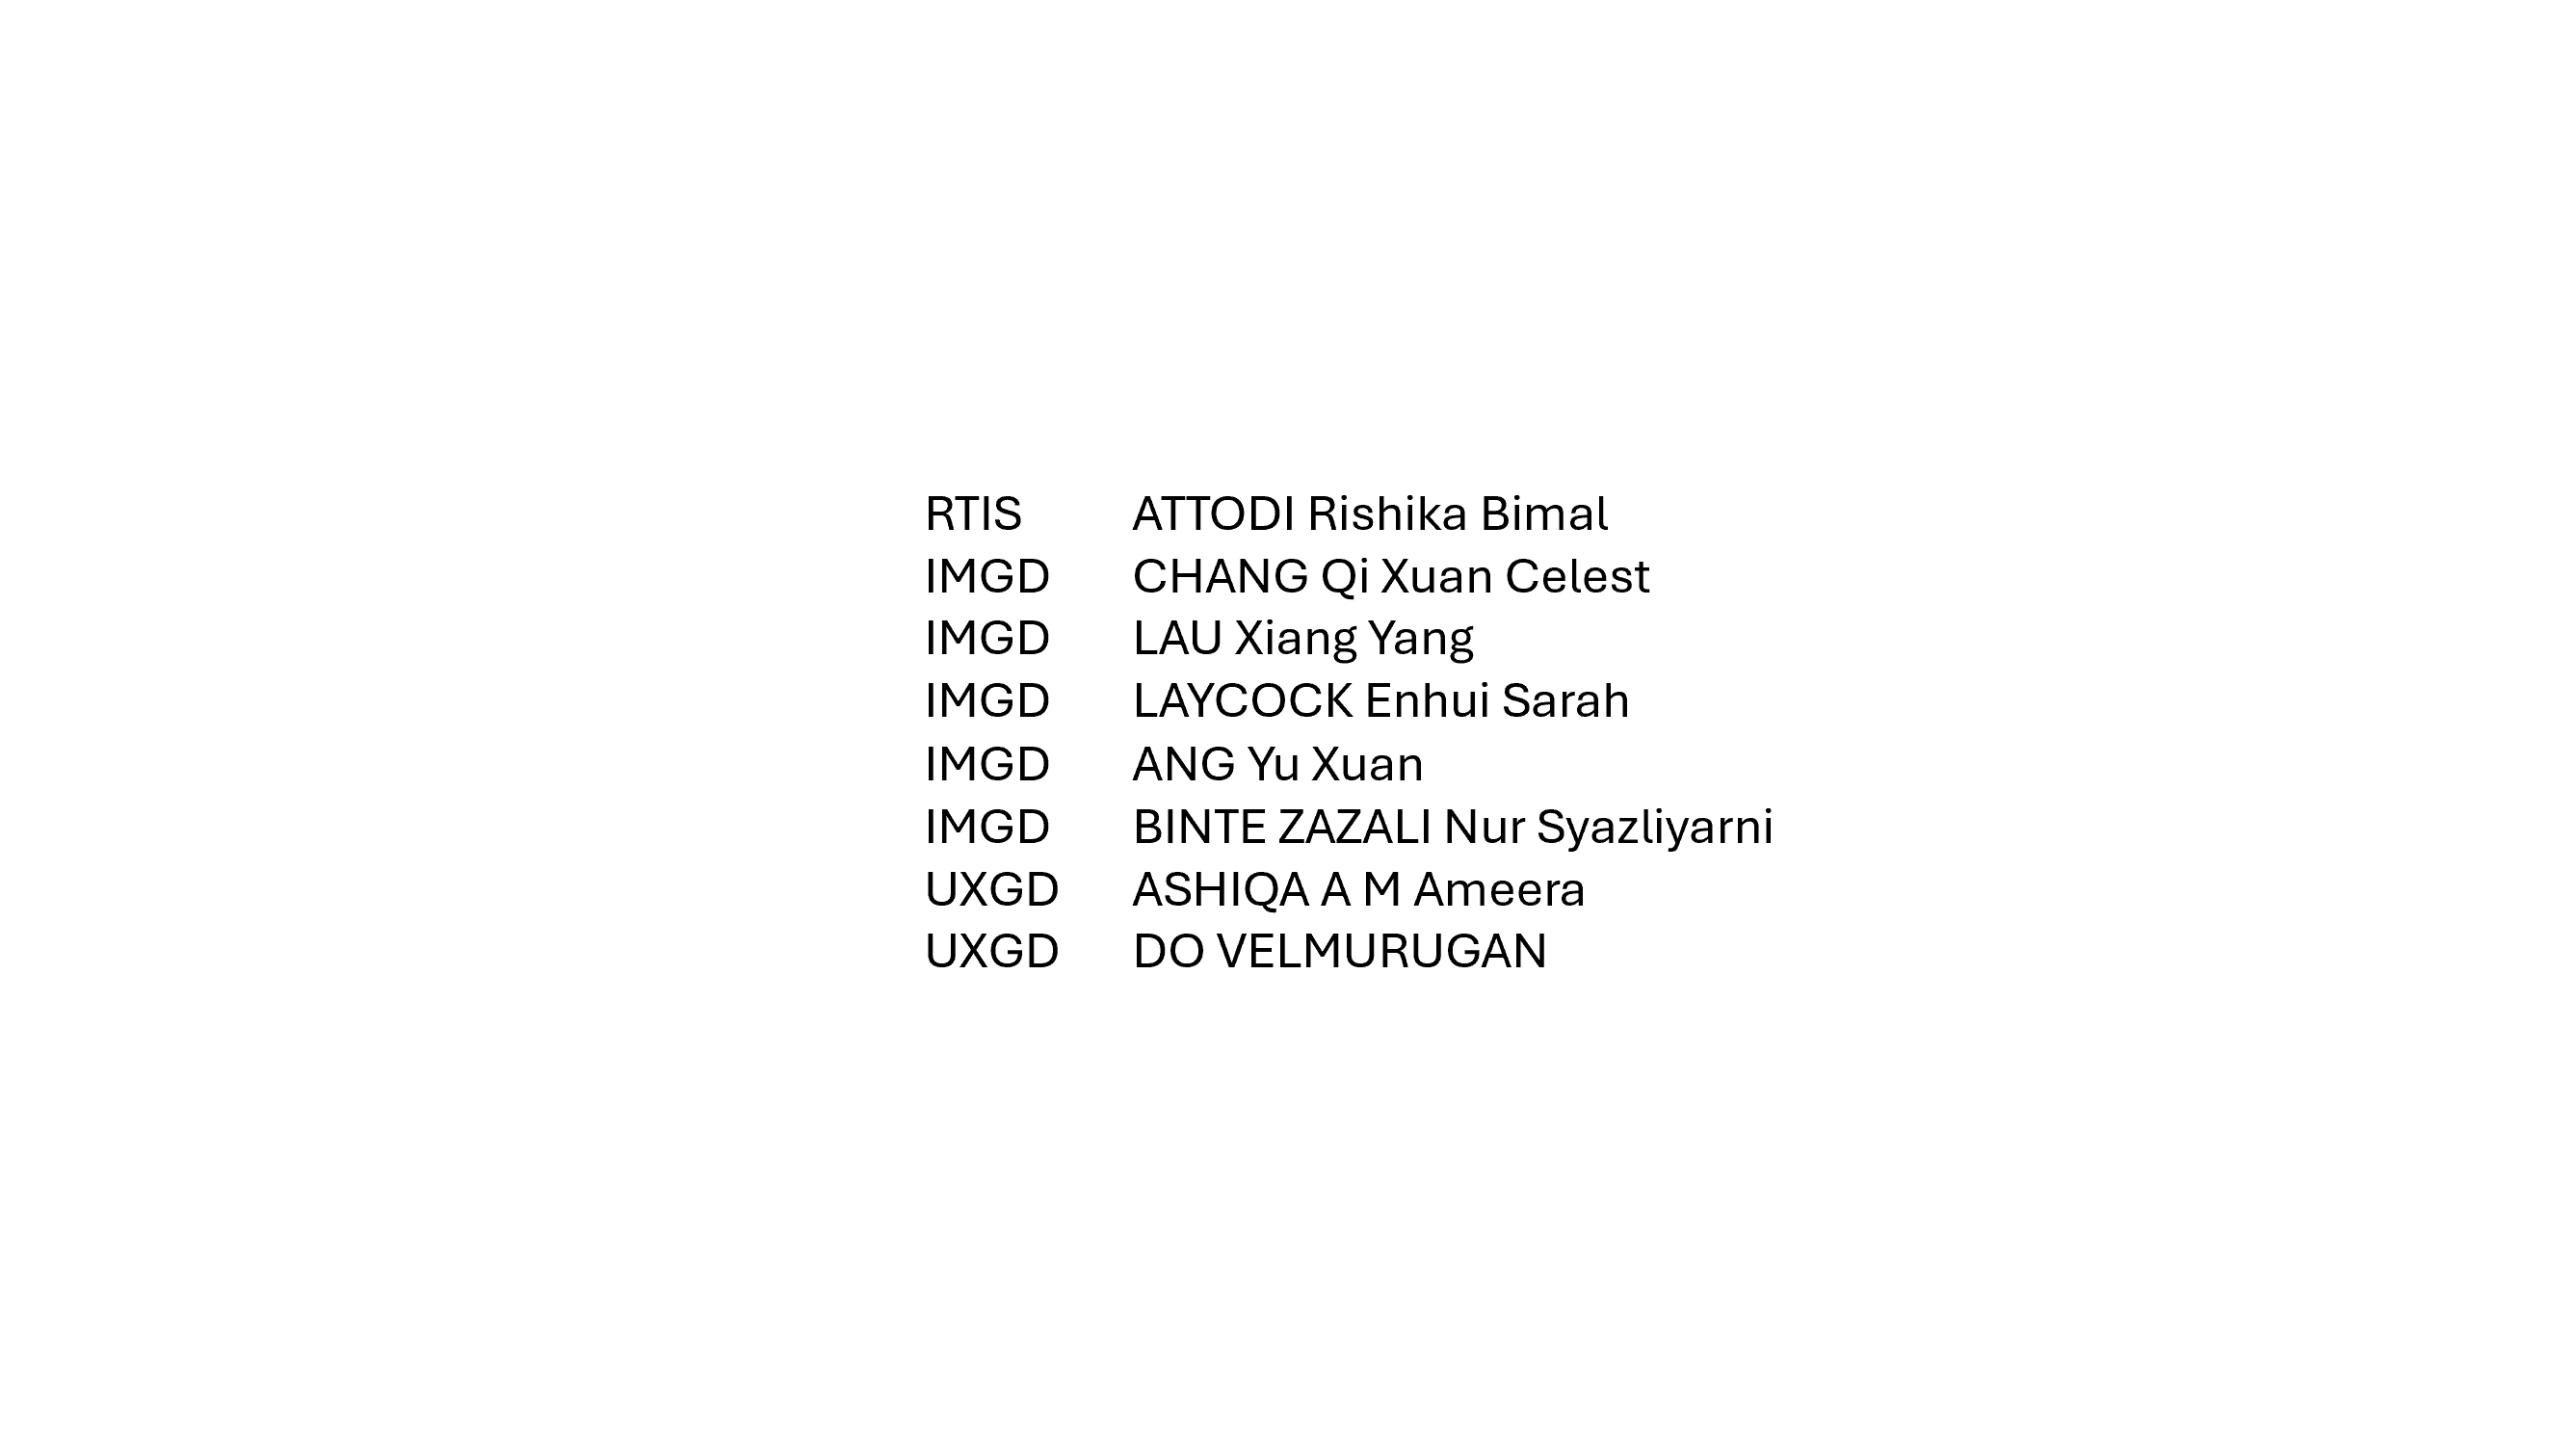 RTIS ATTODI Rishika Bimal
IMGD CHANG Qi Xuan Celest
IMGD LAU Xiang Yang
IMGD LAYCOCK Enhui Sarah
IMGD ANG Yu Xuan
IMGD BINTE ZAZALI Nur Syazliyarni
UXGD ASHIQA A M Ameera
UXGD DO VELMURUGAN